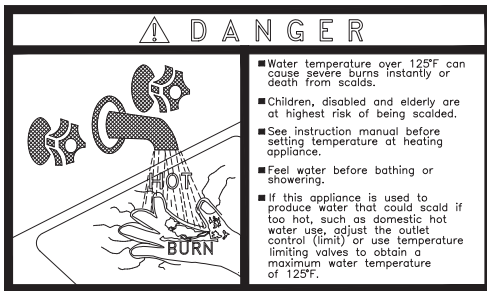 DANGER
HOT
BURN
■ Water temperature over 125°F can
cause severe burns instantly or
death from scalds.
■ Children, disabled and elderly are
at highest risk of being scalded.
■ See instruction manual before
setting temperature at heating
appliance.
■ Feel water before bathing or
showering.
■ If this appliance is used to
produce water that could scald if
too hot, such as domestic hot
water use, adjust the outlet
control (limit) or use temperature
limiting valves to obtain a
maximum water temperature
of 125°F.